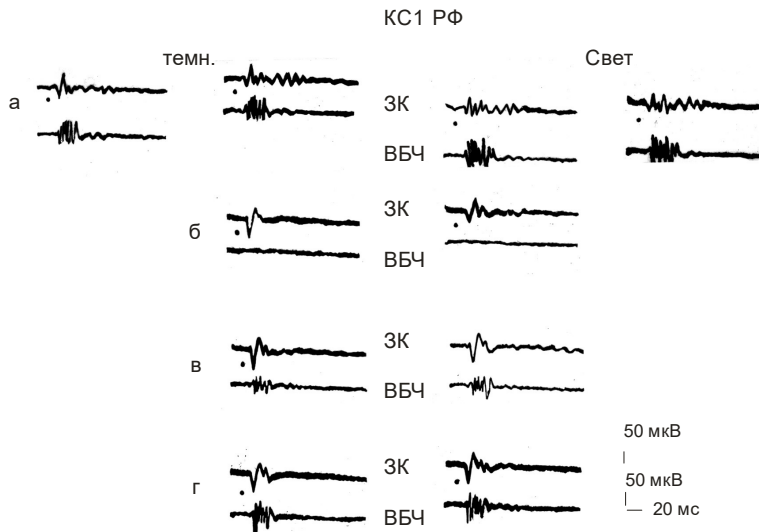 КС1 РФ
темн.
Свет
а
ЗК
ВБЧ
б
ЗК
ВБЧ
в
ЗК
ВБЧ
г
ЗК
ВБЧ
50 мкВ
50 мкВ
20 мс